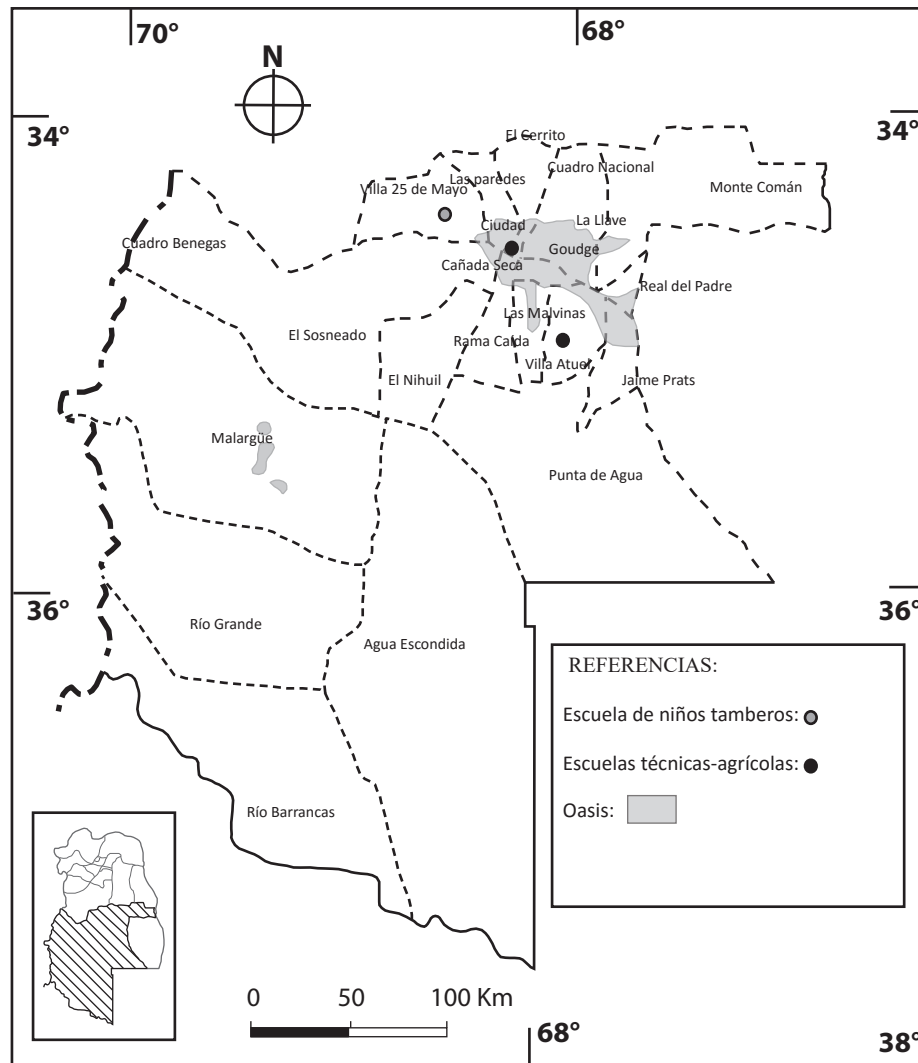 70°
68°
N
34°
34°
El Cerrito
Las paredes
Cuadro Nacional
Villa 25 de Mayo
Monte Comán
Ciudad
La Llave
Cuadro Benegas
Goudge
Cañada Seca
Real del Padre
Las Malvinas
El Sosneado
Rama Calda
Villa Atuel
El Nihuil
Jaime Prats
Malargüe
Punta de Agua
36°
36°
Río Grande
Agua Escondida
REFERENCIAS:
Escuela de niños tamberos:
Escuelas técnicas-agrícolas:
Oasis:
Río Barrancas
0 50 100 Km
68°
38°